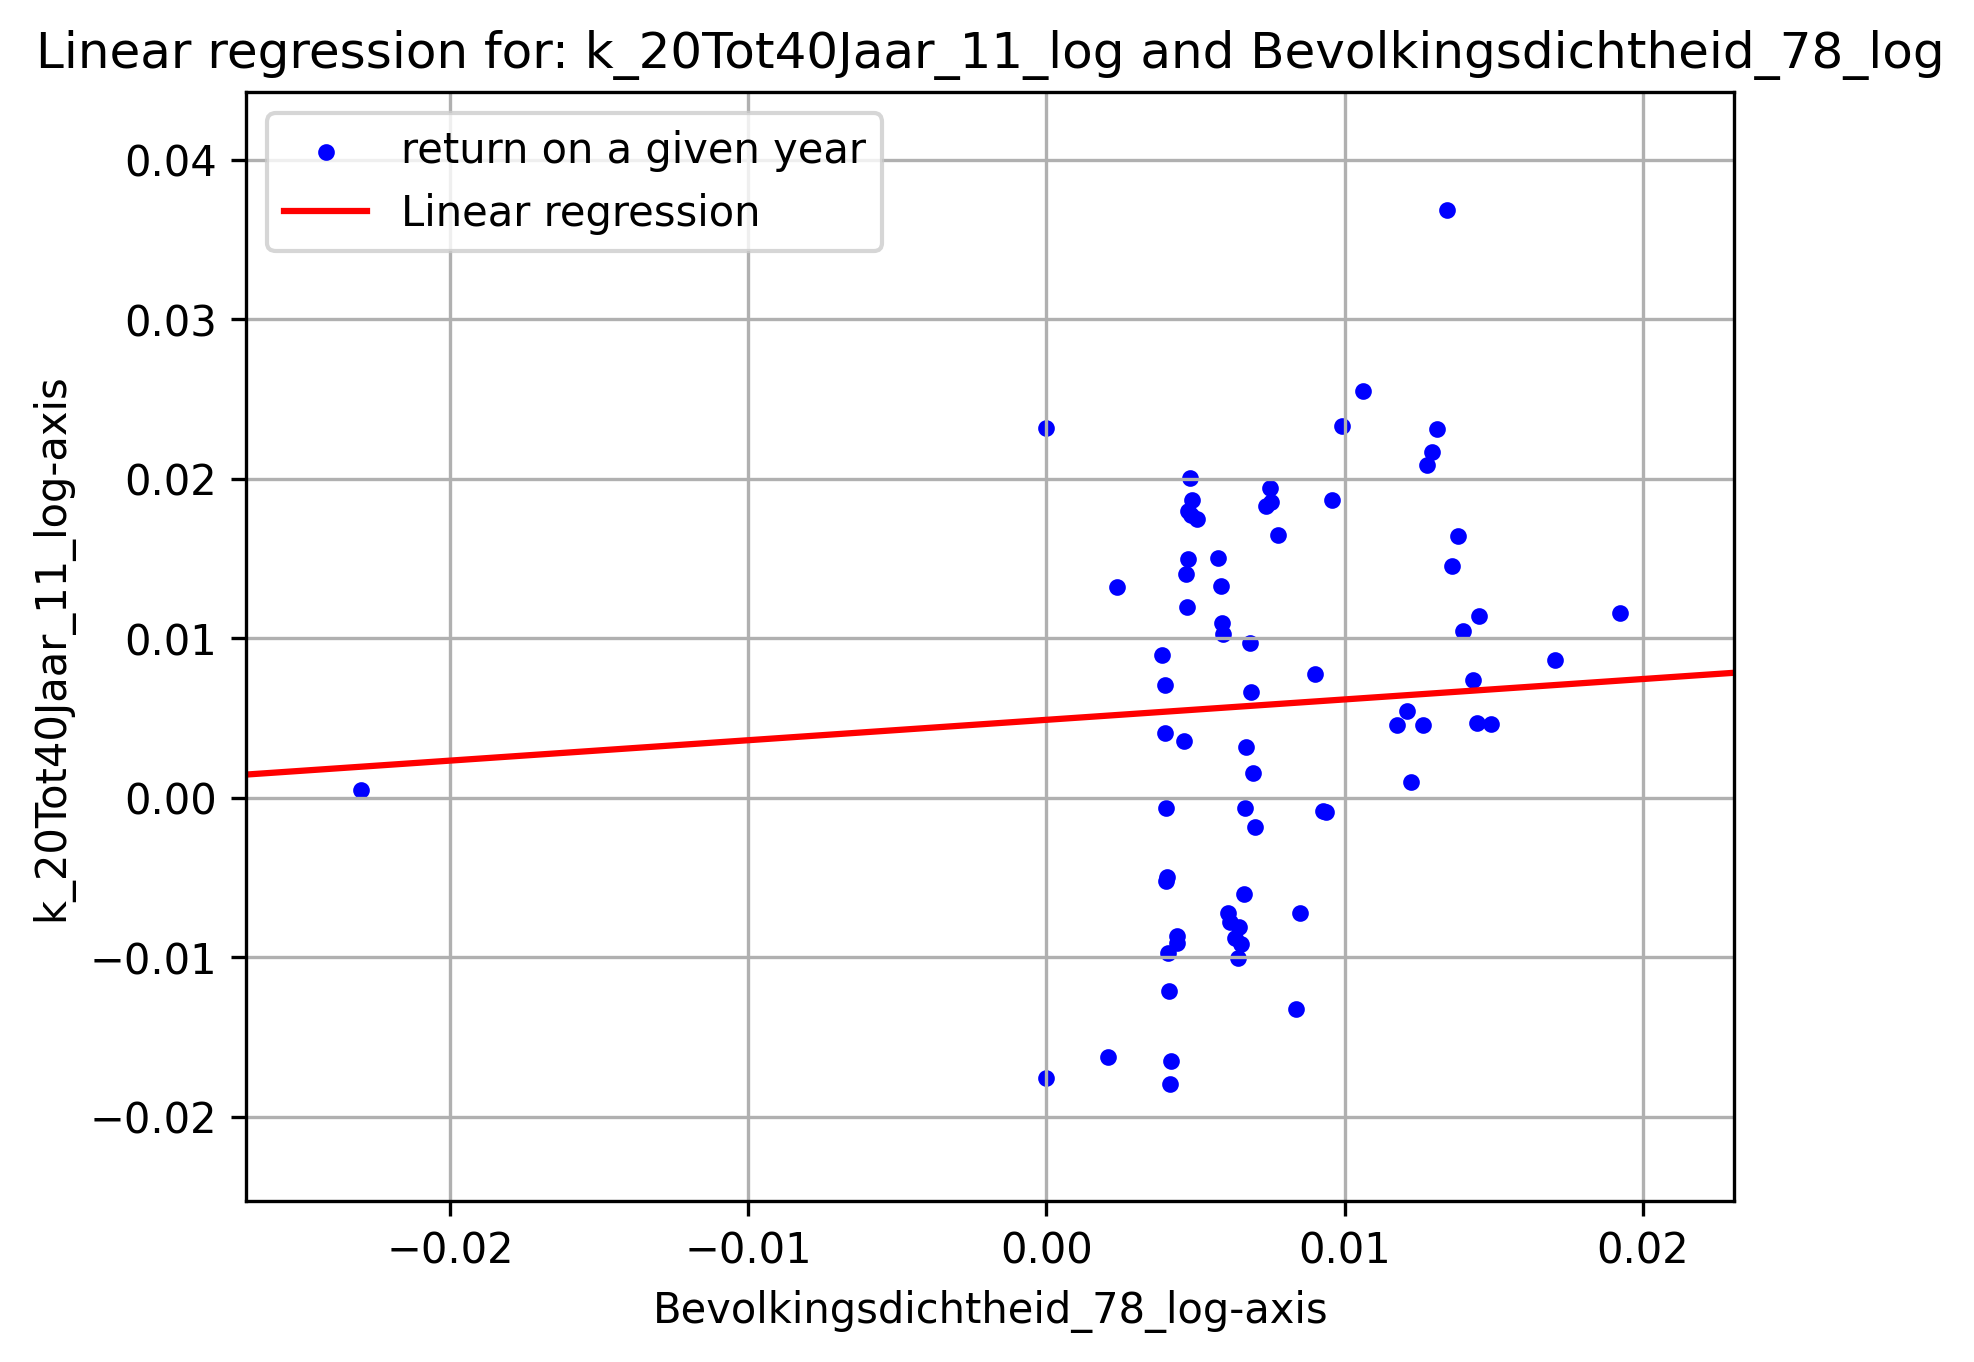 Linear regression for: k_20Tot40Jaar_11_log and Bevolkingsdichtheid_78_log
return on a given year
Linear regression
0.04
0.03
0.02
0.01
0.00
−0.01
−0.02
k_20Tot40Jaar_11_log-axis
−0.02
−0.01
0.00
0.01
0.02
Bevolkingsdichtheid_78_log-axis